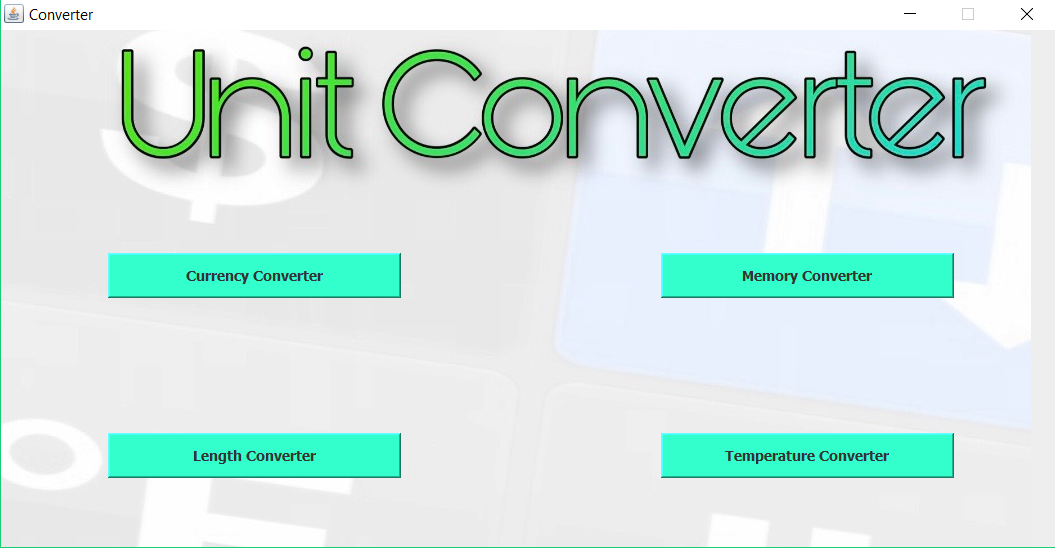 Converter
Unit Converter
Currency Converter
Memory Converter
Length Converter
Temperature Converter